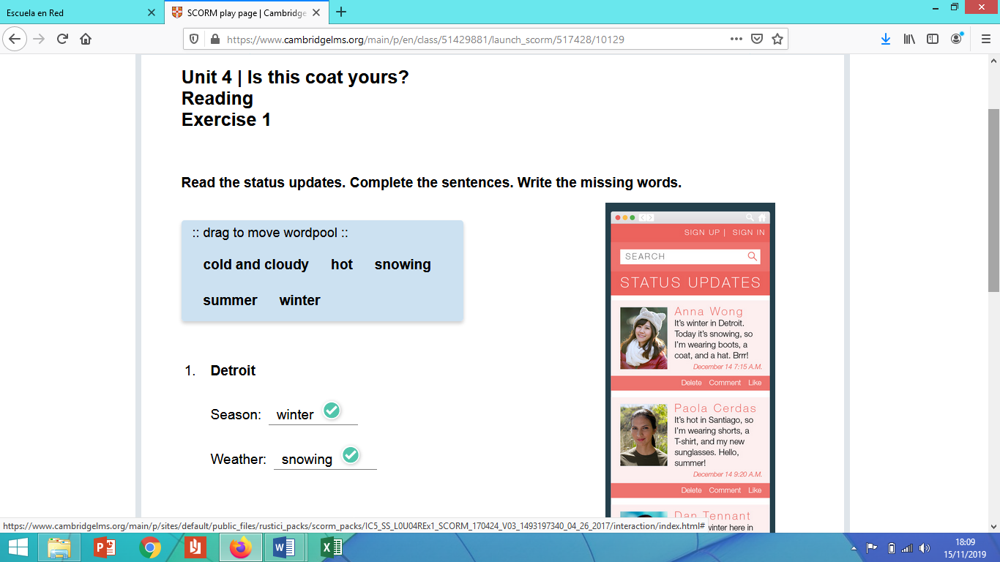 Escuela en Red
SCORM play page | Cambridge
https://www.cambridgelms.org/main/p/en/class/51429881/launch_scorm/517428/10129
Unit 4 | Is this coat yours?
Reading
Exercise 1
Read the status updates. Complete the sentences. Write the missing words.
:: drag to move wordpool ::
cold and cloudy hot snowing
summer winter
1. Detroit
Season: winter
Weather: snowing
SIGN UP | SIGN IN
SEARCH
STATUS UPDATES
Anna Wong
It's winter in Detroit.
Today it's snowing, so
I'm wearing boots, a
coat, and a hat. Brrr!
December 14 7:15 A.M.
Delete Comment Like
Paola Cerdas
It's hot in Santiago, so
I'm wearing shorts, a
T-shirt, and my new
sunglasses. Hello,
summer!
December 14 9:20 A.M.
Delete Comment Like
Dan Tennant
winter here in
https://www.cambridgelms.org/main/p/sites/default/public_files/rustici_packs/scorm_packs/IC5_SS_L0U04REx1_SCORM_170424_V03_1493197340_04_26_2017/interaction/index.html#
18:09
15/11/2019